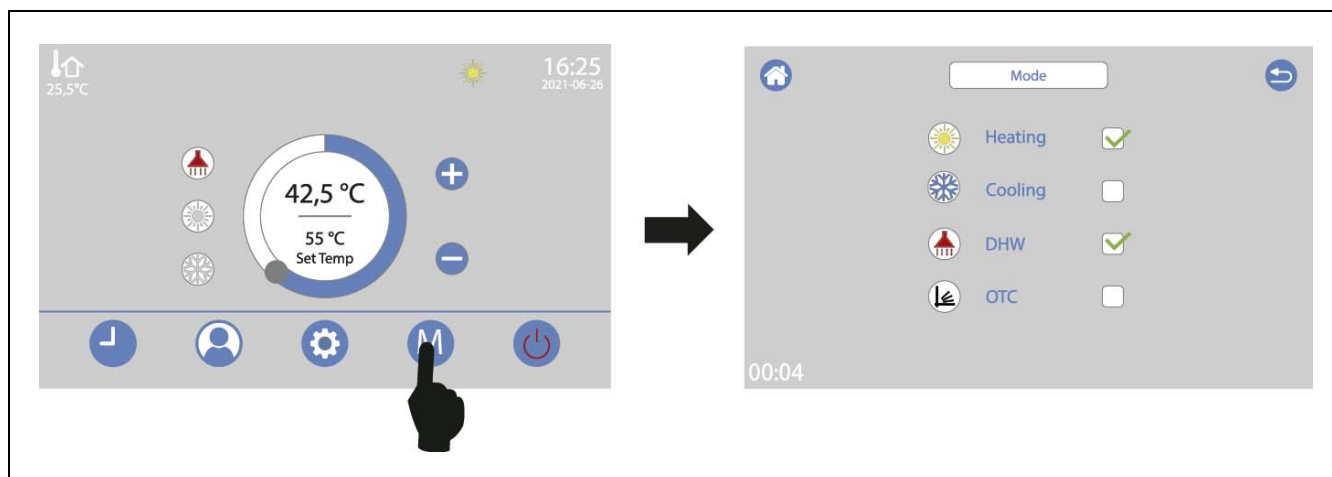 25,5°C
16:25
2021-06-26
42,5 °C
55 °C
Set Temp
M
Mode
Heating
Cooling
DHW
OTC
00:04